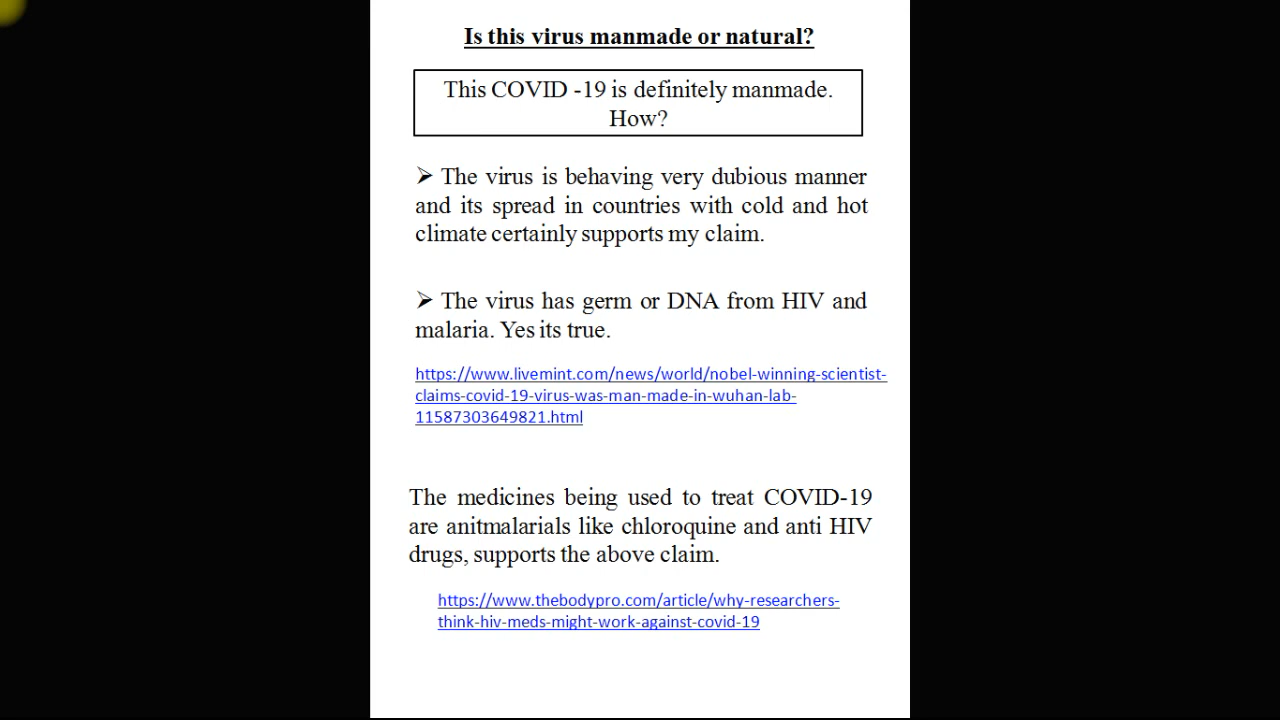 Is this virus manmade or natural?
This COVID -19 is definitely manmade.
How?
➢ The virus is behaving very dubious manner
and its spread in countries with cold and hot
climate certainly supports my claim.
➢ The virus has germ or DNA from HIV and
malaria. Yes its true.
https://www.livemint.com/news/world/nobel-winning-scientist-
claims-covid-19-virus-was-man-made-in-wuhan-lab-
11587303649821.html
The medicines being used to treat COVID-19
are anitmalarials like chloroquine and anti HIV
drugs, supports the above claim.
https://www.thebodypro.com/article/why-researchers-
think-hiv-meds-might-work-against-covid-19